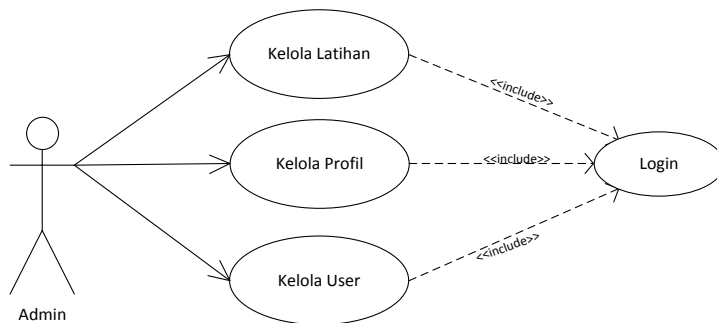 Kelola Latihan
<<include>>
Kelola Profil
<<include>>
Login
Kelola User
<<include>>
Admin